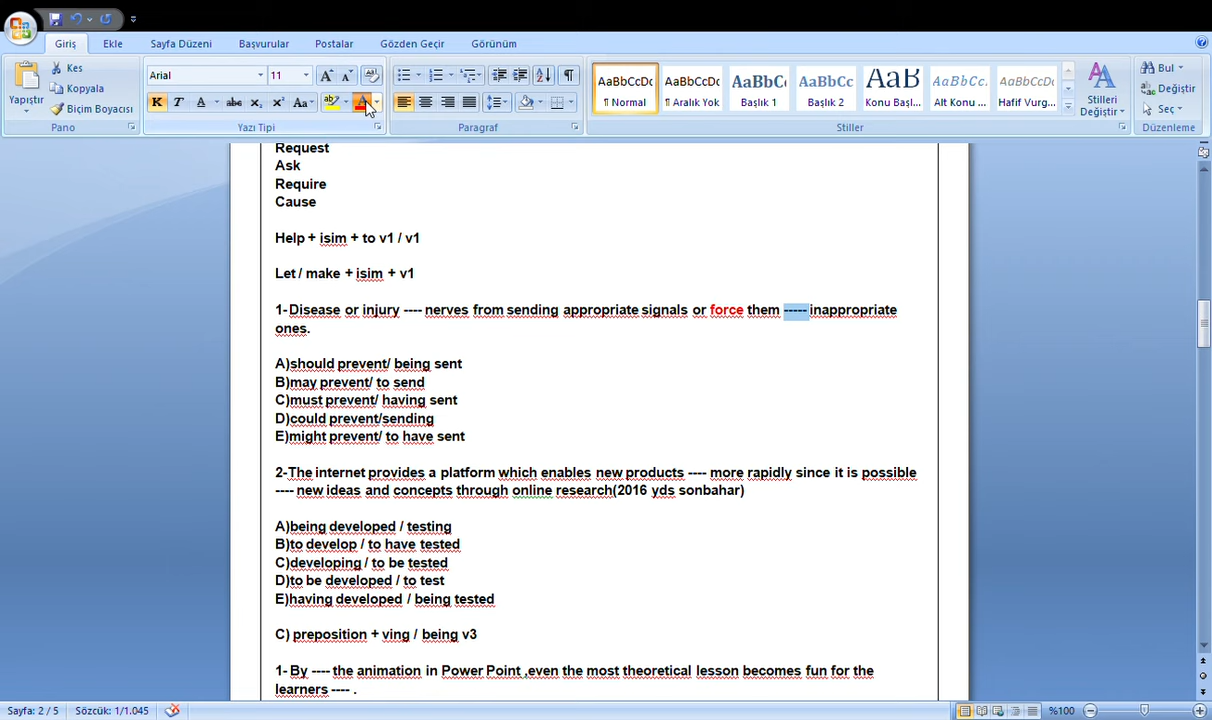 Giriş Ekle Sayfa Düzeni Başvurular Postalar Gözden Geçir Görünüm
Yapıştır Kes Kopyala Biçim Boyacısı
Pano
Arial 11
K T A abc x₂ x² Aa
Yazı Tipi
Paragraf
AaBbCcDc AaBbCcDc AaBbCc AaBbCc AaB AaBbCcDc AaBbCcDc
¶ Normal ¶ Aralık Yok Başlık 1 Başlık 2 Konu Başl... Alt Konu ... Hafif Vurg...
Stilleri Değiştir
Stiller
Bul
Değiştir
Seç
Düzenleme
Request
Ask
Require
Cause
Help + isim + to v1 / v1
Let / make + isim + v1
1- Disease or injury ---- nerves from sending appropriate signals or force them ----- inappropriate
ones.
A)should prevent/ being sent
B)may prevent/ to send
C)must prevent/ having sent
D)could prevent/sending
E)might prevent/ to have sent
2-The internet provides a platform which enables new products ---- more rapidly since it is possible
---- new ideas and concepts through online research(2016 yds sonbahar)
A)being developed / testing
B)to develop / to have tested
C)developing / to be tested
D)to be developed / to test
E)having developed / being tested
C) preposition + ving / being v3
1- By ---- the animation in Power Point ,even the most theoretical lesson becomes fun for the
learners ---- .
Sayfa: 2 / 5 Sözcük: 1/1.045 %100